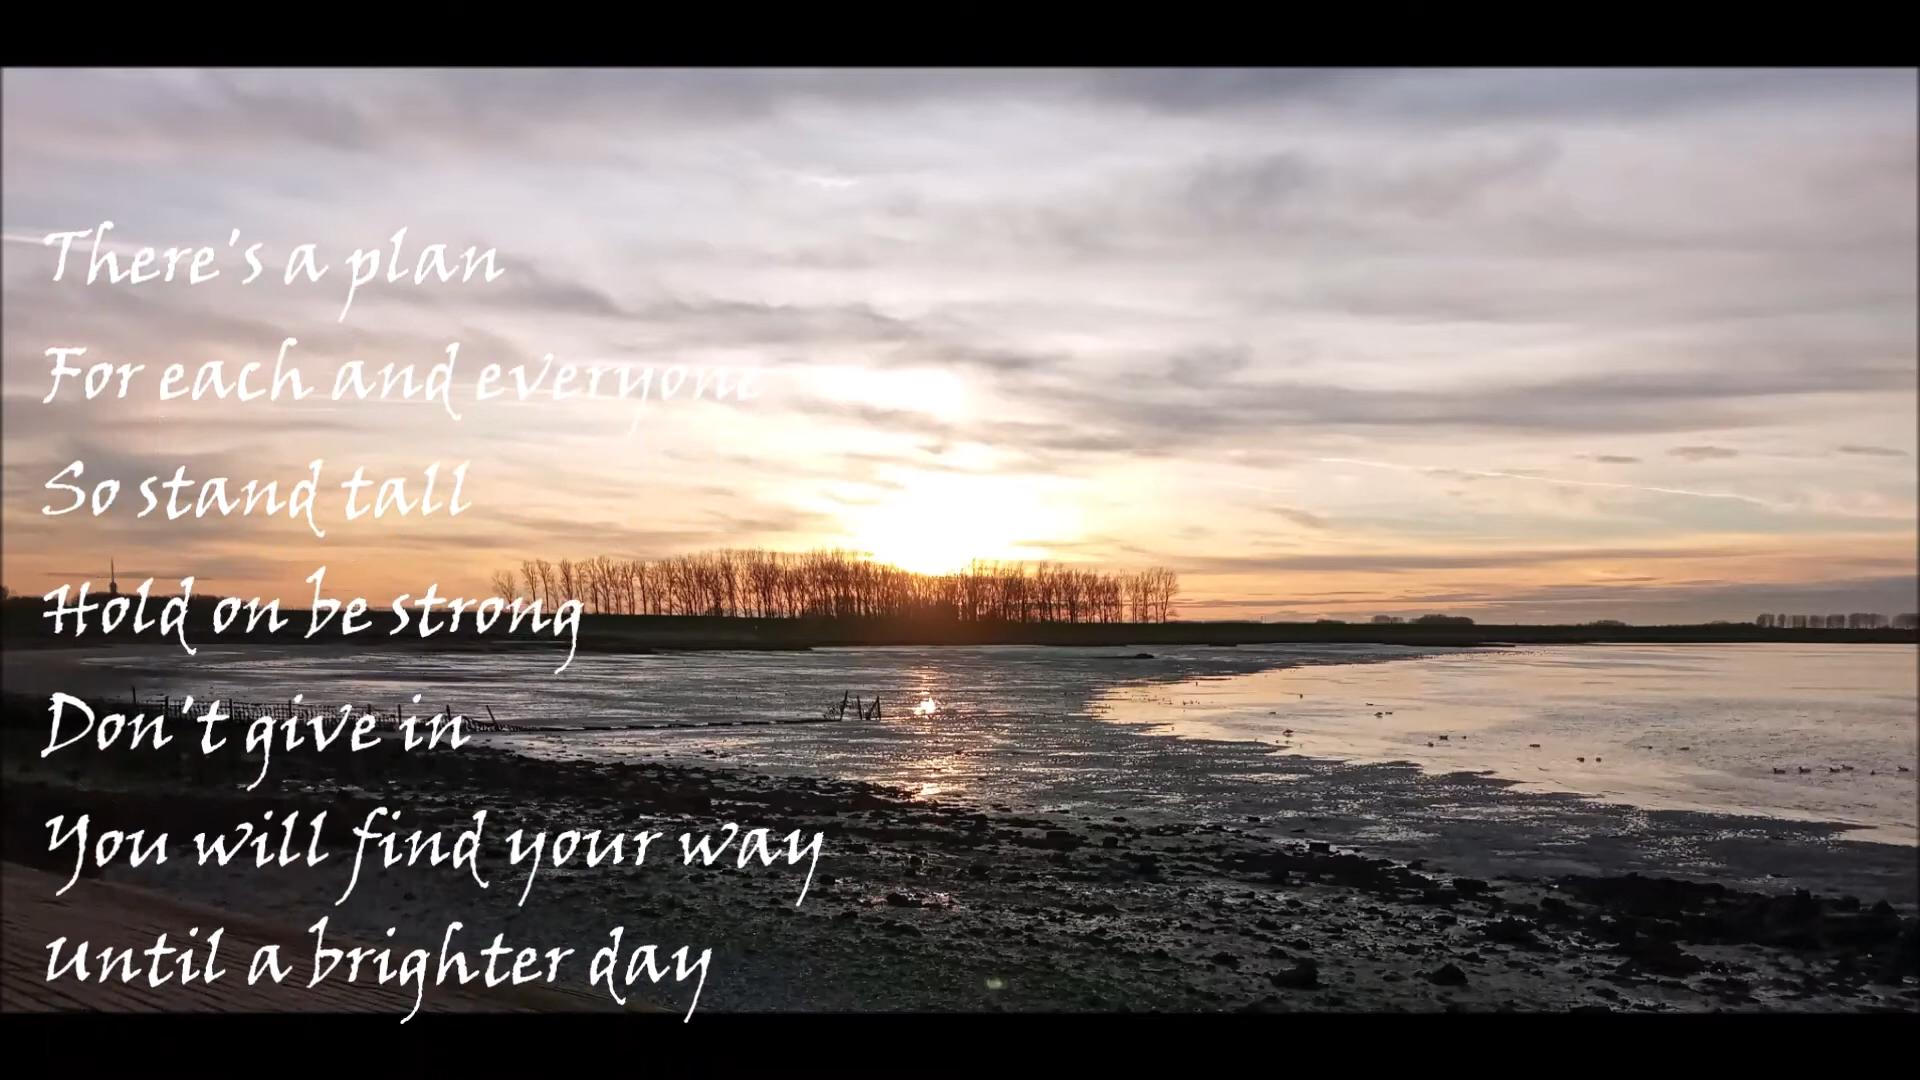 There's a plan
For each and everyone
So stand tall
Hold on be strong
Don't give in
You will find your way
Until a brighter day